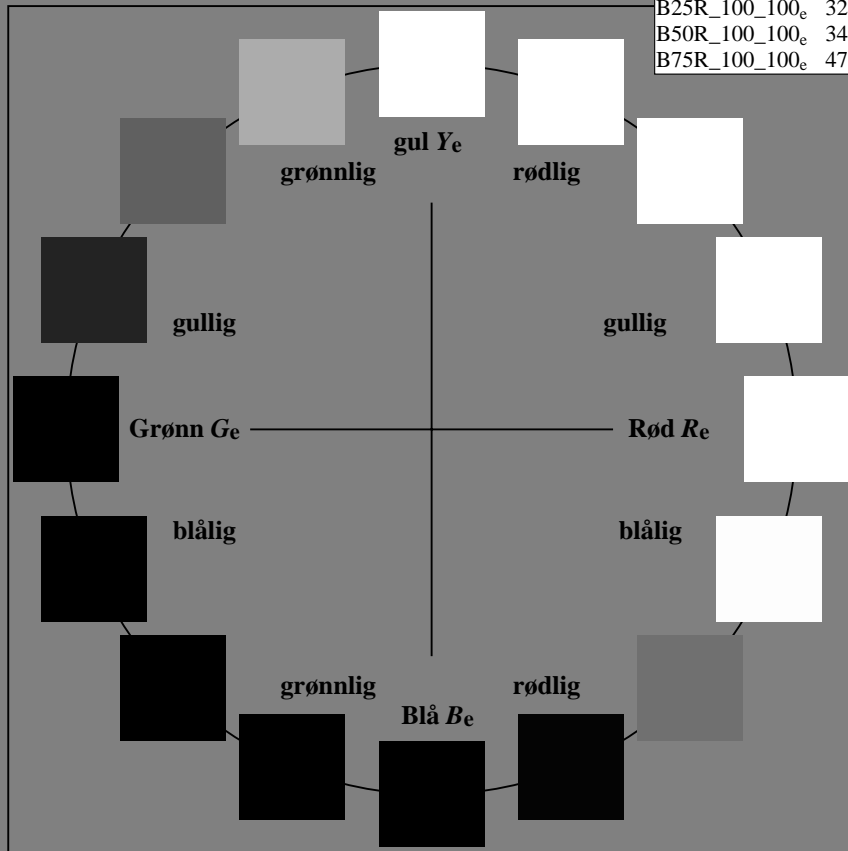 B25R_100_100e 32
B50R_100_100e 34
B75R_100_100e 47
gul Ye
grønnlig rødlig
gullig gullig
Grønn Ge Rød Re
blålig blålig
grønnlig rødlig
Blå Be